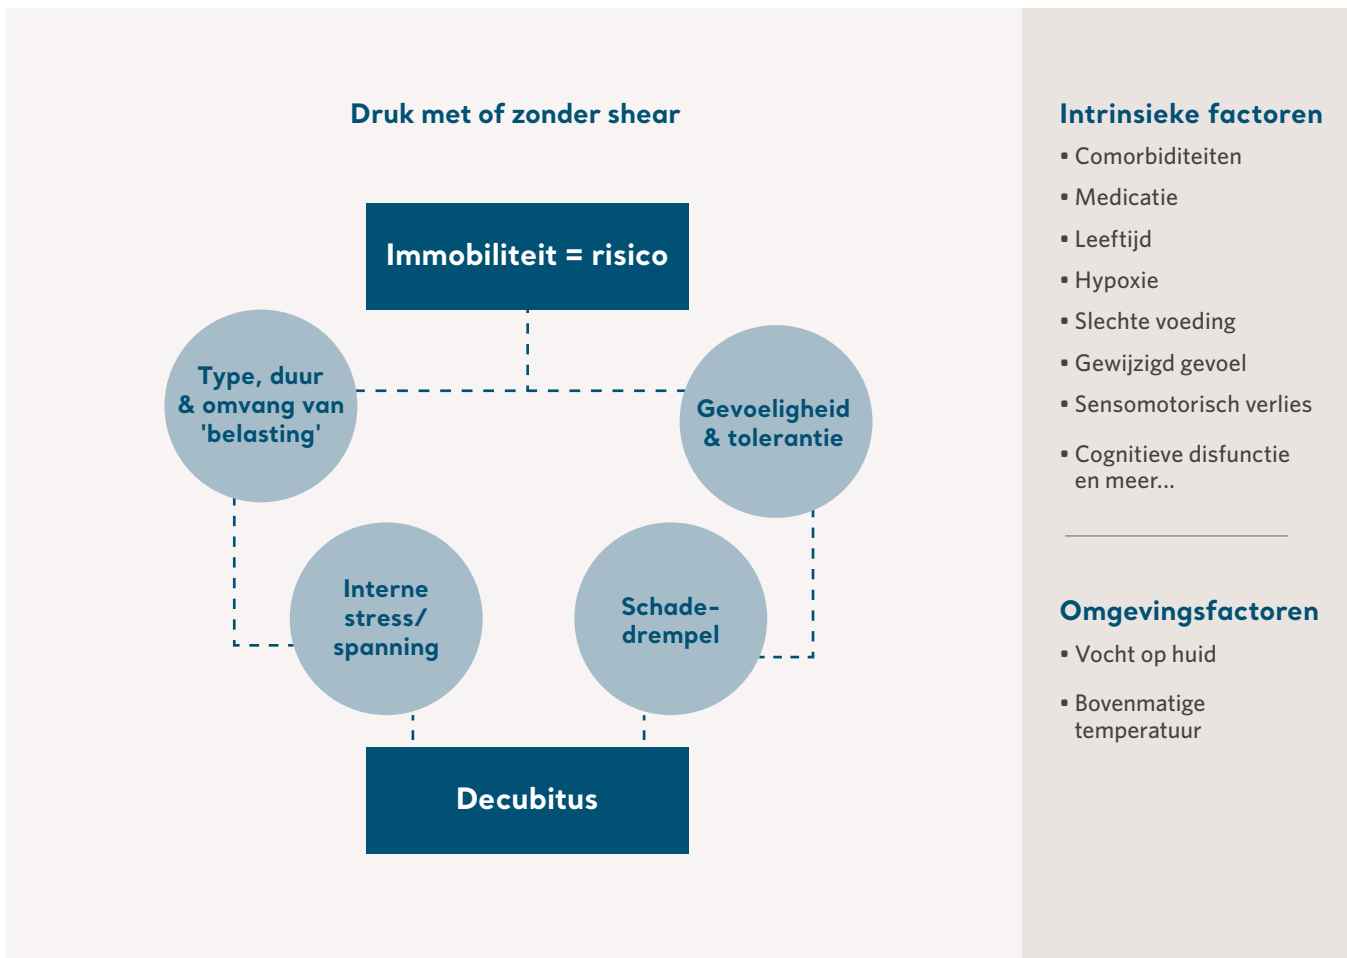 Druk met of zonder shear
Immobiliteit = risico
Type, duur
& omvang van
'belasting'
Gevoeligheid
& tolerantie
Interne
stress/
spanning
Schade-
drempel
Decubitus
Intrinsieke factoren
▪ Comorbiditeiten
▪ Medicatie
▪ Leeftijd
▪ Hypoxie
▪ Slechte voeding
▪ Gewijzigd gevoel
▪ Sensomotorisch verlies
▪ Cognitieve disfunctie
en meer...
Omgevingsfactoren
▪ Vocht op huid
▪ Bovenmatige
temperatuur